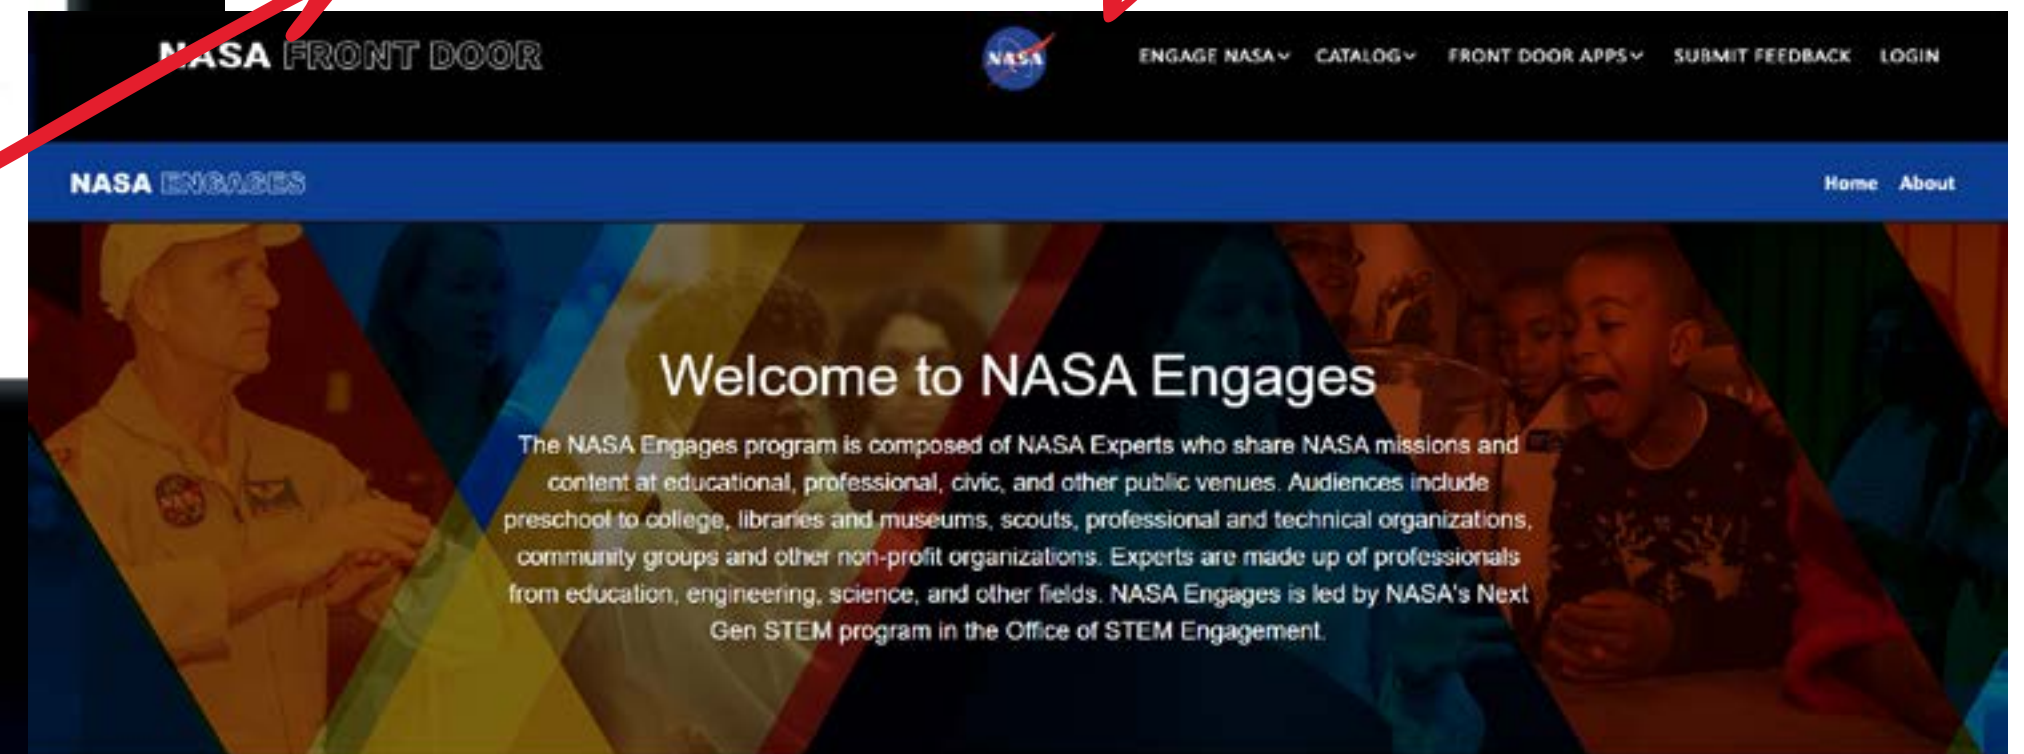 NASA FRONT DOOR
NASA
ENGAGE NASA CATALOG FRONT DOOR APPS SUBMIT FEEDBACK LOGIN
NASA ENGAGES
Home About
Welcome to NASA Engages
The NASA Engages program is composed of NASA Experts who share NASA missions and
content at educational, professional, civic, and other public venues. Audiences include
preschool to college, libraries and museums, scouts, professional and technical organizations,
community groups and other non-profit organizations. Experts are made up of professionals
from education, engineering, science, and other fields. NASA Engages is led by NASA's Next
Gen STEM program in the Office of STEM Engagement.